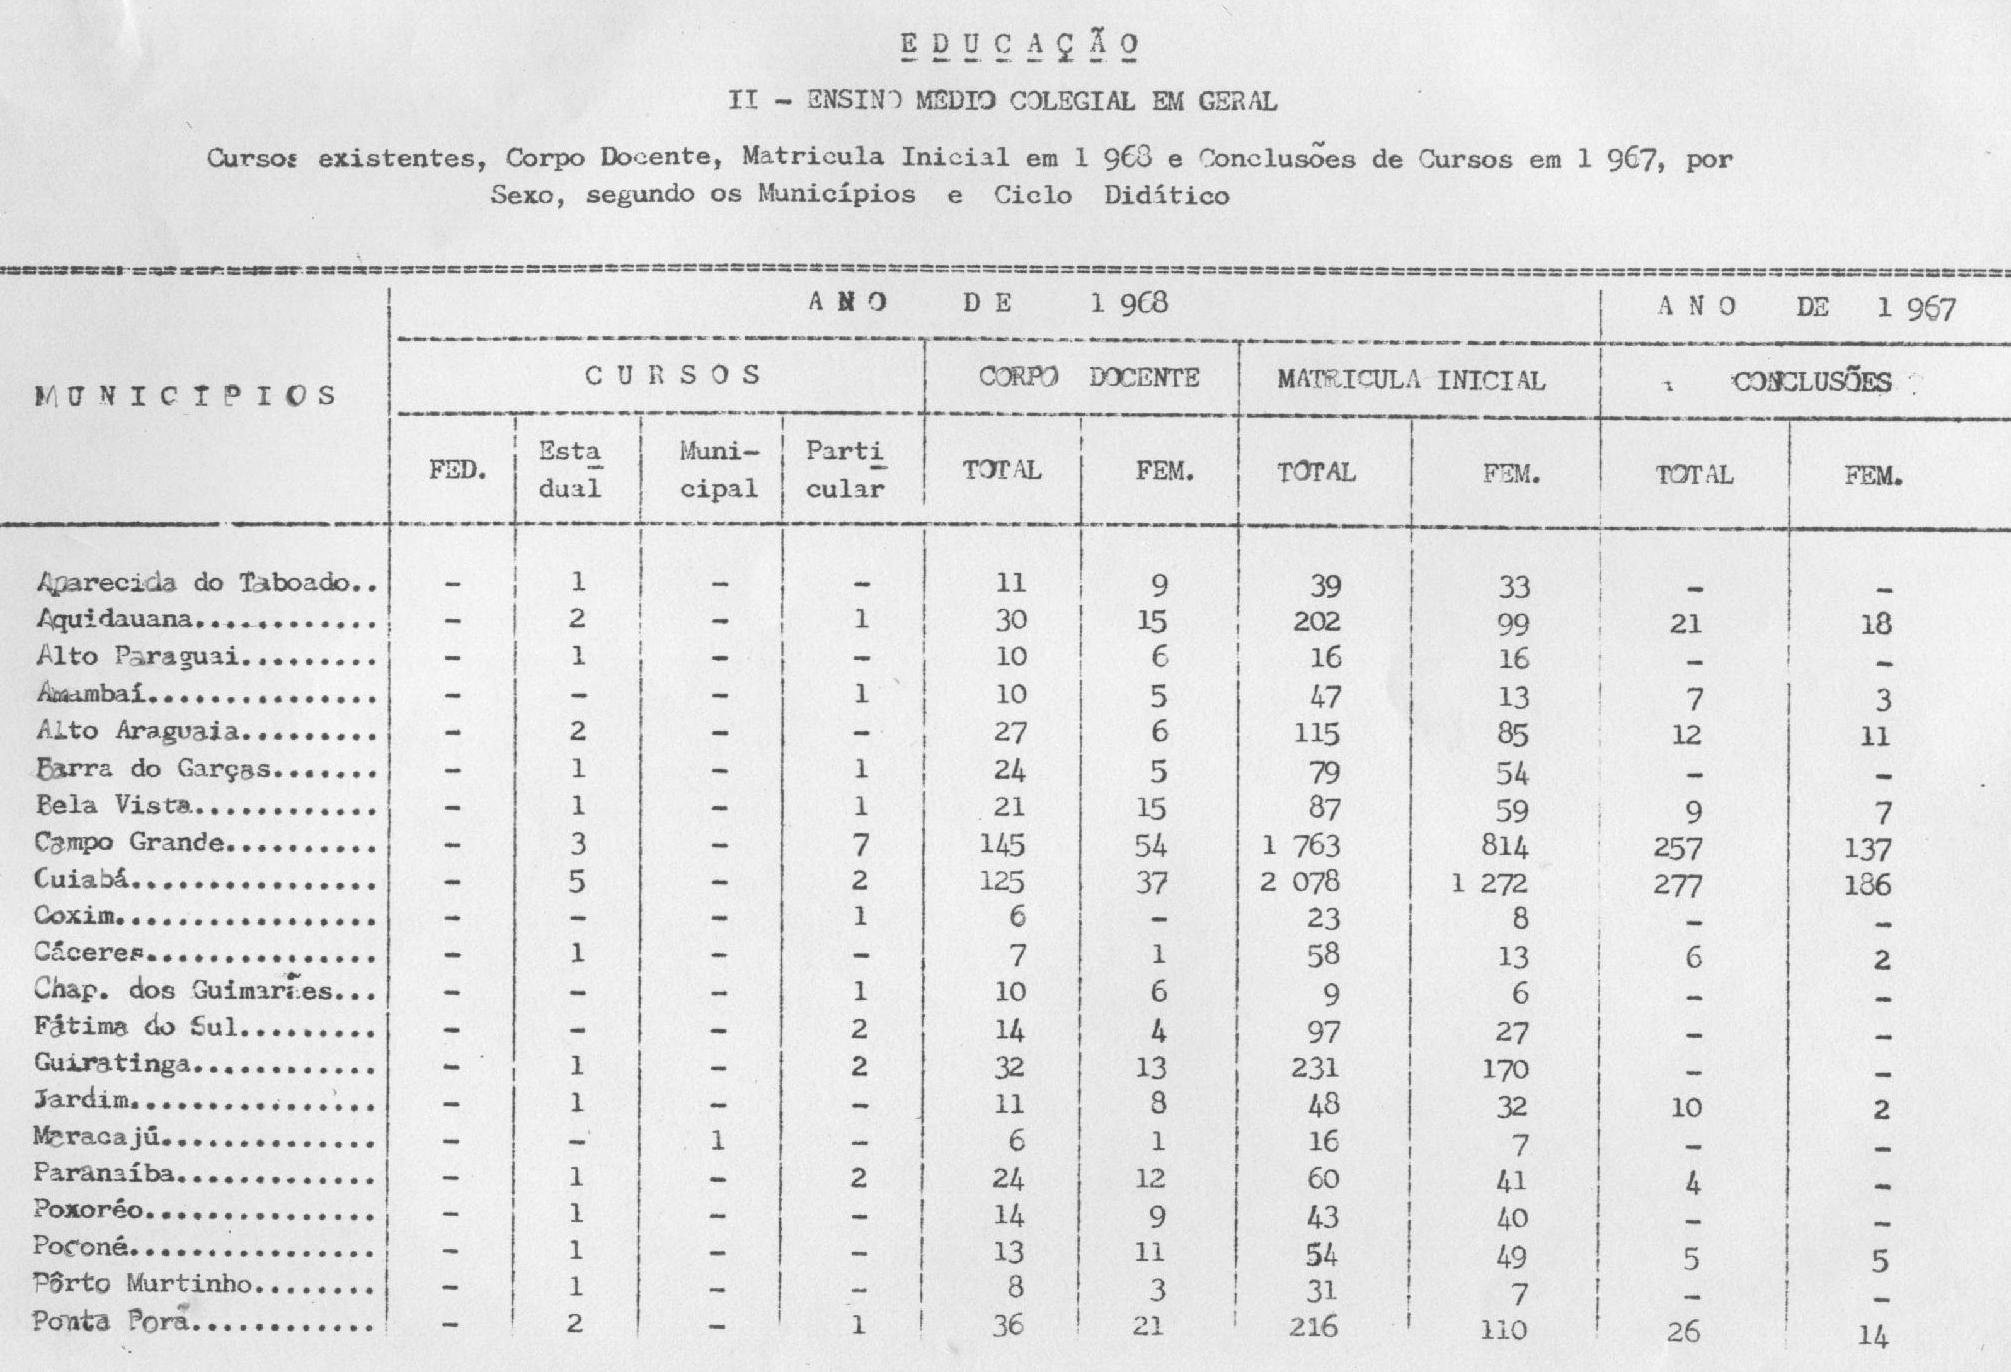 EDUCAÇÃO
II - ENSINO MEDIO COLEGIAL EM GERAL
Cursos existentes, Corpo Docente, Matricula Inicial em 1 968 e Conclusões de Cursos em 1 967, por
Sexo, segundo os Municípios e Ciclo Didítico
ANO DE 1 968 ANO DE 1 967
MUNICIPIOS CURSOS CORPO DOCENTE MATRICULA INICIAL CONCLUSÕES
FED. Esta Muni- Parti TOTAL FEM. TOTAL FEM. TOTAL FEM.
dual cipal cular
Aparecida do Taboado.. - 1 - - 11 9 39 33 - -
Aquidauana............ - 2 - 1 30 15 202 99 21 18
Alto Paraguai......... - 1 - - 10 6 16 16 - -
Amambaí............... - - - 1 10 5 47 13 7 3
Alto Araguaia......... - 2 - - 27 6 115 85 12 11
Barra do Garças....... - 1 - 1 24 5 79 54 - -
Bela Vista............ - 1 - 1 21 15 87 59 9 7
Campo Grande.......... - 3 - 7 145 54 1 763 814 257 137
Cuiabá................ - 5 - 2 125 37 2 078 1 272 277 186
Coxim................. - - - 1 6 - 23 8 - -
Cáceres............... - 1 - - 7 1 58 13 6 2
Chap. dos Guimarães... - - - 1 10 6 9 6 - -
Fátima do Sul......... - - - 2 14 4 97 27 - -
Guiratinga............ - 1 - 2 32 13 231 170 - -
Jardim................ - 1 - - 11 8 48 32 10 2
Maracajú.............. - - 1 - 6 1 16 7 - -
Paranaíba............. - 1 - 2 24 12 60 41 4 -
Poxoréo............... - 1 - - 14 9 43 40 - -
Poconé................ - 1 - - 13 11 54 49 5 5
Pôrto Murtinho........ - 1 - - 8 3 31 7 - -
Ponta Porã............ - 2 - 1 36 21 216 110 26 14